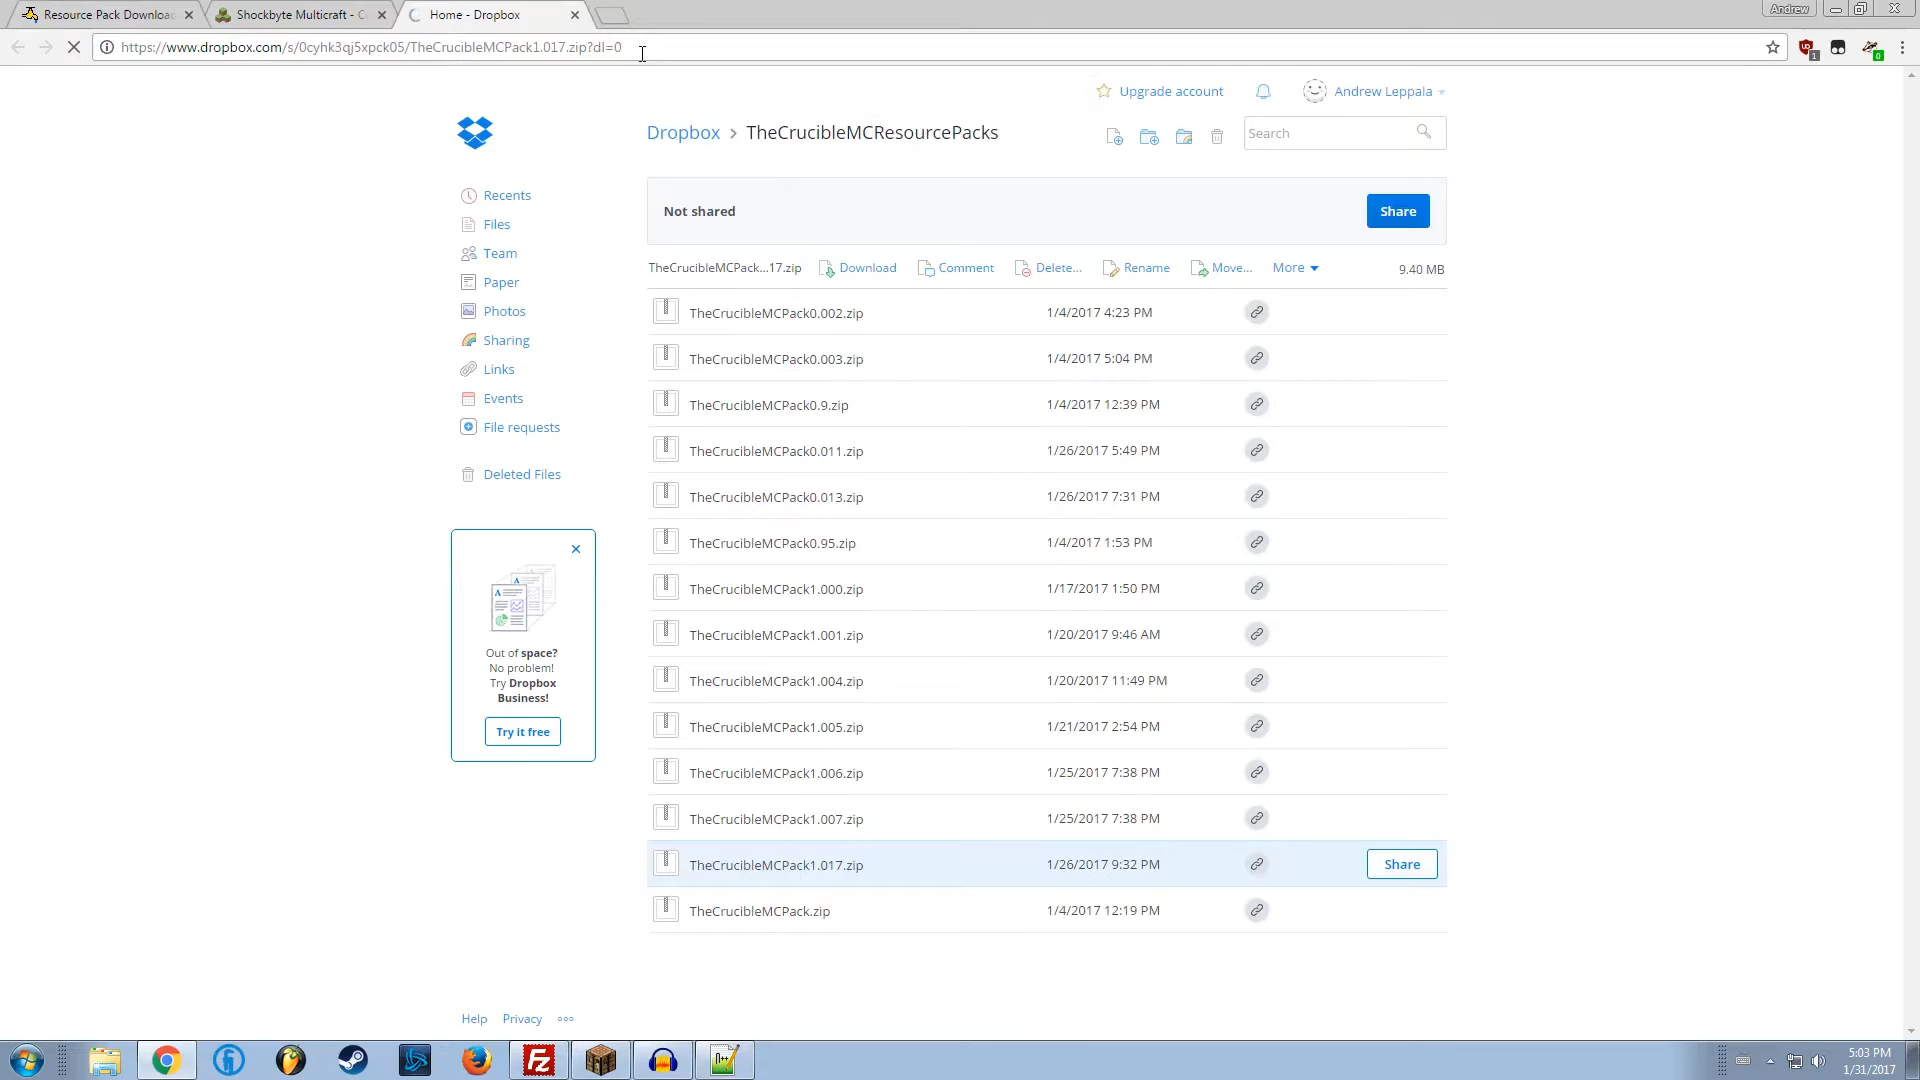 Resource Pack Downloa
Shockbyte Multicraft - C
Home - Dropbox
Andrew
https://www.dropbox.com/s/0cyhk3qj5xpck05/TheCrucibleMCPack1.017.zip?dl=0
Upgrade account
Andrew Leppala
Dropbox › TheCrucibleMCResourcePacks
Search
Recents
Files
Team
Paper
Photos
Sharing
Links
Events
File requests
Deleted Files
Out of space?
No problem!
Try Dropbox
Business!
Try it free
Not shared
Share
TheCrucibleMCPack...17.zip Download Comment Delete... Rename Move... More 9.40 MB
TheCrucibleMCPack0.002.zip 1/4/2017 4:23 PM
TheCrucibleMCPack0.003.zip 1/4/2017 5:04 PM
TheCrucibleMCPack0.9.zip 1/4/2017 12:39 PM
TheCrucibleMCPack0.011.zip 1/26/2017 5:49 PM
TheCrucibleMCPack0.013.zip 1/26/2017 7:31 PM
TheCrucibleMCPack0.95.zip 1/4/2017 1:53 PM
TheCrucibleMCPack1.000.zip 1/17/2017 1:50 PM
TheCrucibleMCPack1.001.zip 1/20/2017 9:46 AM
TheCrucibleMCPack1.004.zip 1/20/2017 11:49 PM
TheCrucibleMCPack1.005.zip 1/21/2017 2:54 PM
TheCrucibleMCPack1.006.zip 1/25/2017 7:38 PM
TheCrucibleMCPack1.007.zip 1/25/2017 7:38 PM
TheCrucibleMCPack1.017.zip 1/26/2017 9:32 PM Share
TheCrucibleMCPack.zip 1/4/2017 12:19 PM
Help Privacy
5:03 PM
1/31/2017